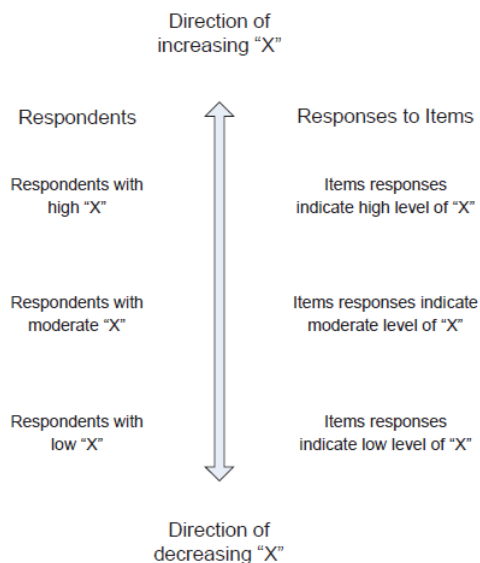 Direction of
increasing “X”
Respondents
Responses to Items
Respondents with
high “X”
Items responses
indicate high level of “X”
Respondents with
moderate “X”
Items responses indicate
moderate level of “X”
Respondents with
low “X”
Items responses
indicate low level of “X”
Direction of
decreasing “X”